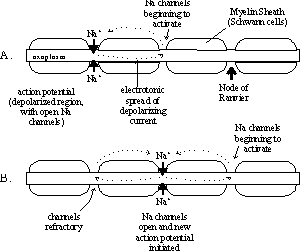 Na channels
beginning to
activate
Myelin Sheath
(Schwann cells)
Na+
A.
axoplasm
Na+
action potential
(depolarized region,
with open Na
channels)
electrotonic
spread of
depolarizing
current
Node of
Ranvier
Na channels
beginning to
activate
Na+
B.
Na+
channels
refractory
Na channels
open and new
action potential
initiated